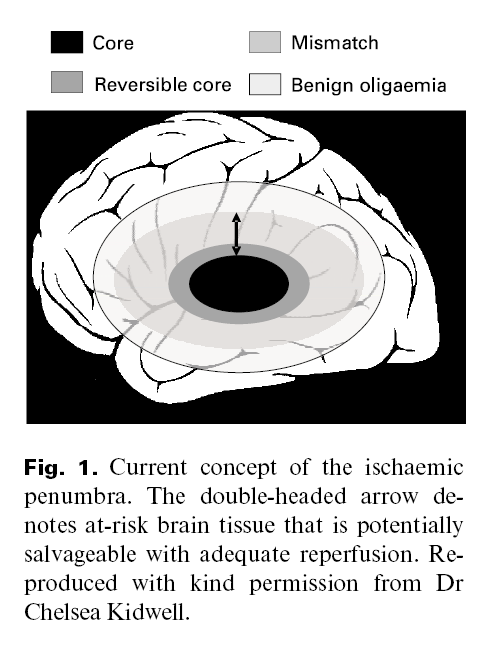 Core
Mismatch
Reversible core
Benign oligaemia
Fig. 1. Current concept of the ischaemic
penumbra. The double-headed arrow de-
notes at-risk brain tissue that is potentially
salvageable with adequate reperfusion. Re-
produced with kind permission from Dr
Chelsea Kidwell.